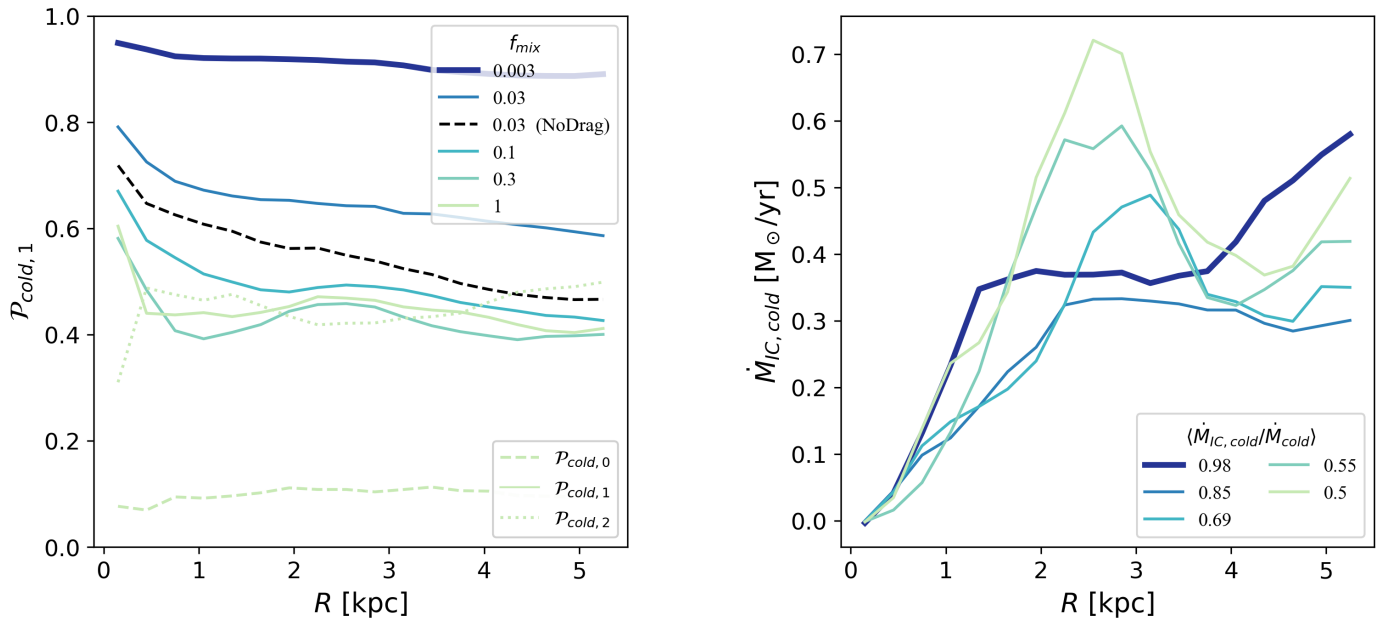 1.0
0.8
0.6
0.4
0.2
0.0
𝒫cold, 1
0 1 2 3 4 5
R [kpc]
fmix
0.003
0.03
0.03 (NoDrag)
0.1
0.3
1
𝒫cold, 0
𝒫cold, 1
𝒫cold, 2
0.7
0.6
0.5
0.4
0.3
0.2
0.1
0.0
ṀIC, cold [M⊙/yr]
0 1 2 3 4 5
R [kpc]
⟨ṀIC, cold/Ṁcold⟩
0.98 0.55
0.85 0.5
0.69